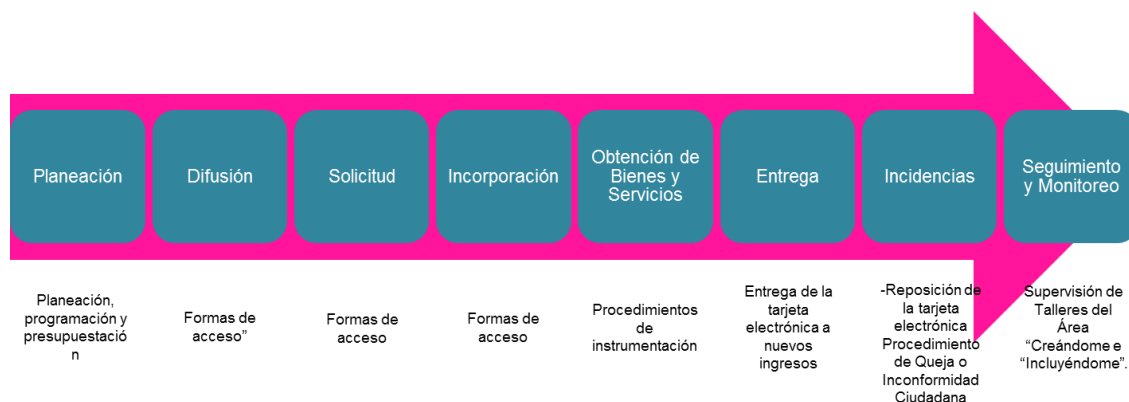 Planeación
Difusión
Solicitud
Incorporación
Obtención de
Bienes y
Servicios
Entrega
Incidencias
Seguimiento
y Monitoreo
Planeación,
programación y
presupuestació
n
Formas de
acceso”
Formas de
acceso
Formas de
acceso
Procedimientos
de
instrumentación
Entrega de la
tarjeta
electrónica a
nuevos
ingresos
-Reposición de
la tarjeta
electrónica
Procedimiento
de Queja o
Inconformidad
Ciudadana
Supervisión de
Talleres del
Área
“Creándome e
“Incluyéndome”.